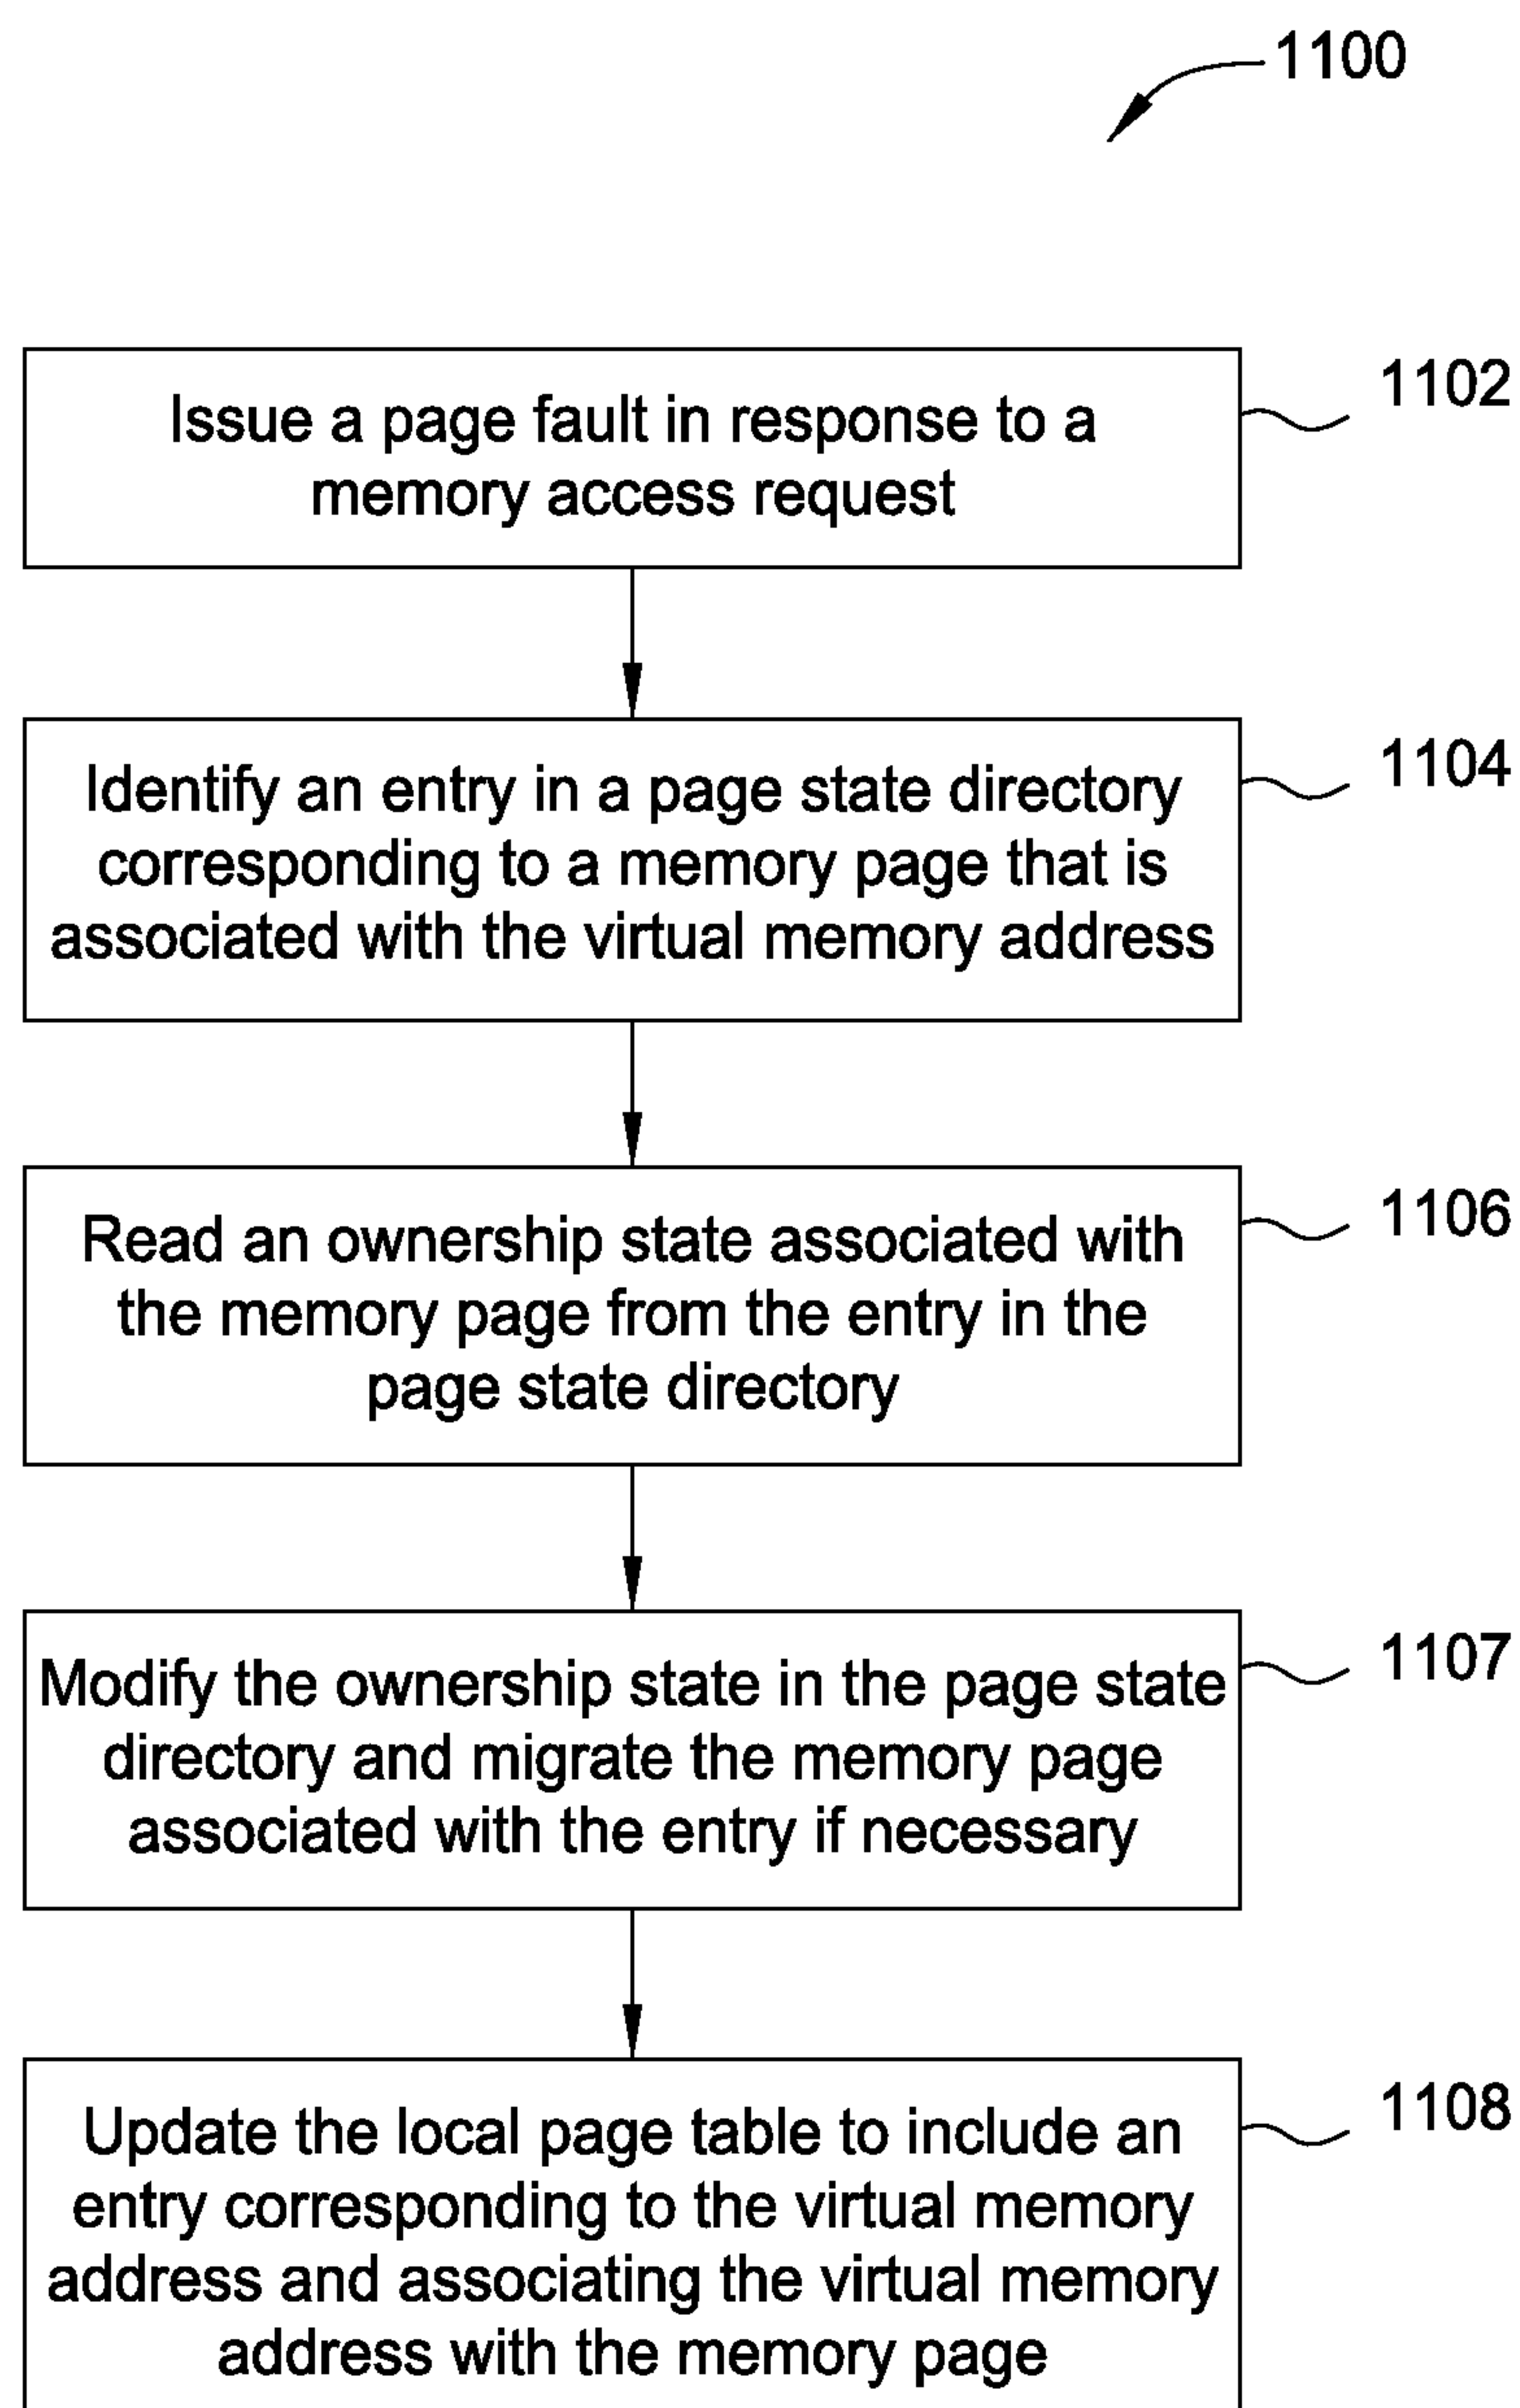 1100
Issue a page fault in response to a
memory access request
1102
Identify an entry in a page state directory
corresponding to a memory page that is
associated with the virtual memory address
1104
Read an ownership state associated with
the memory page from the entry in the
page state directory
1106
Modify the ownership state in the page state
directory and migrate the memory page
associated with the entry if necessary
1107
Update the local page table to include an
entry corresponding to the virtual memory
address and associating the virtual memory
address with the memory page
1108